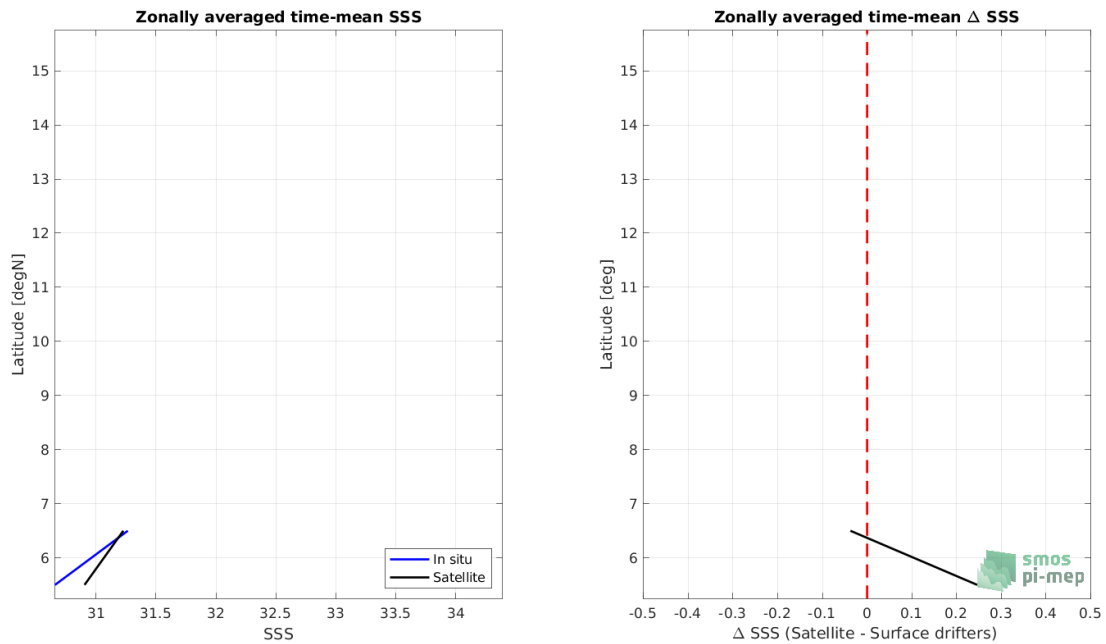 Zonally averaged time-mean SSS
15
14
13
12
11
10
9
8
7
6
Latitude [degN]
31 31.5 32 32.5 33 33.5 34
SSS
In situ
Satellite
Zonally averaged time-mean Δ SSS
15
14
13
12
11
10
9
8
7
6
Latitude [deg]
-0.5 -0.4 -0.3 -0.2 -0.1 0 0.1 0.2 0.3 0.4 0.5
Δ SSS (Satellite - Surface drifters)
smos
pi-mep